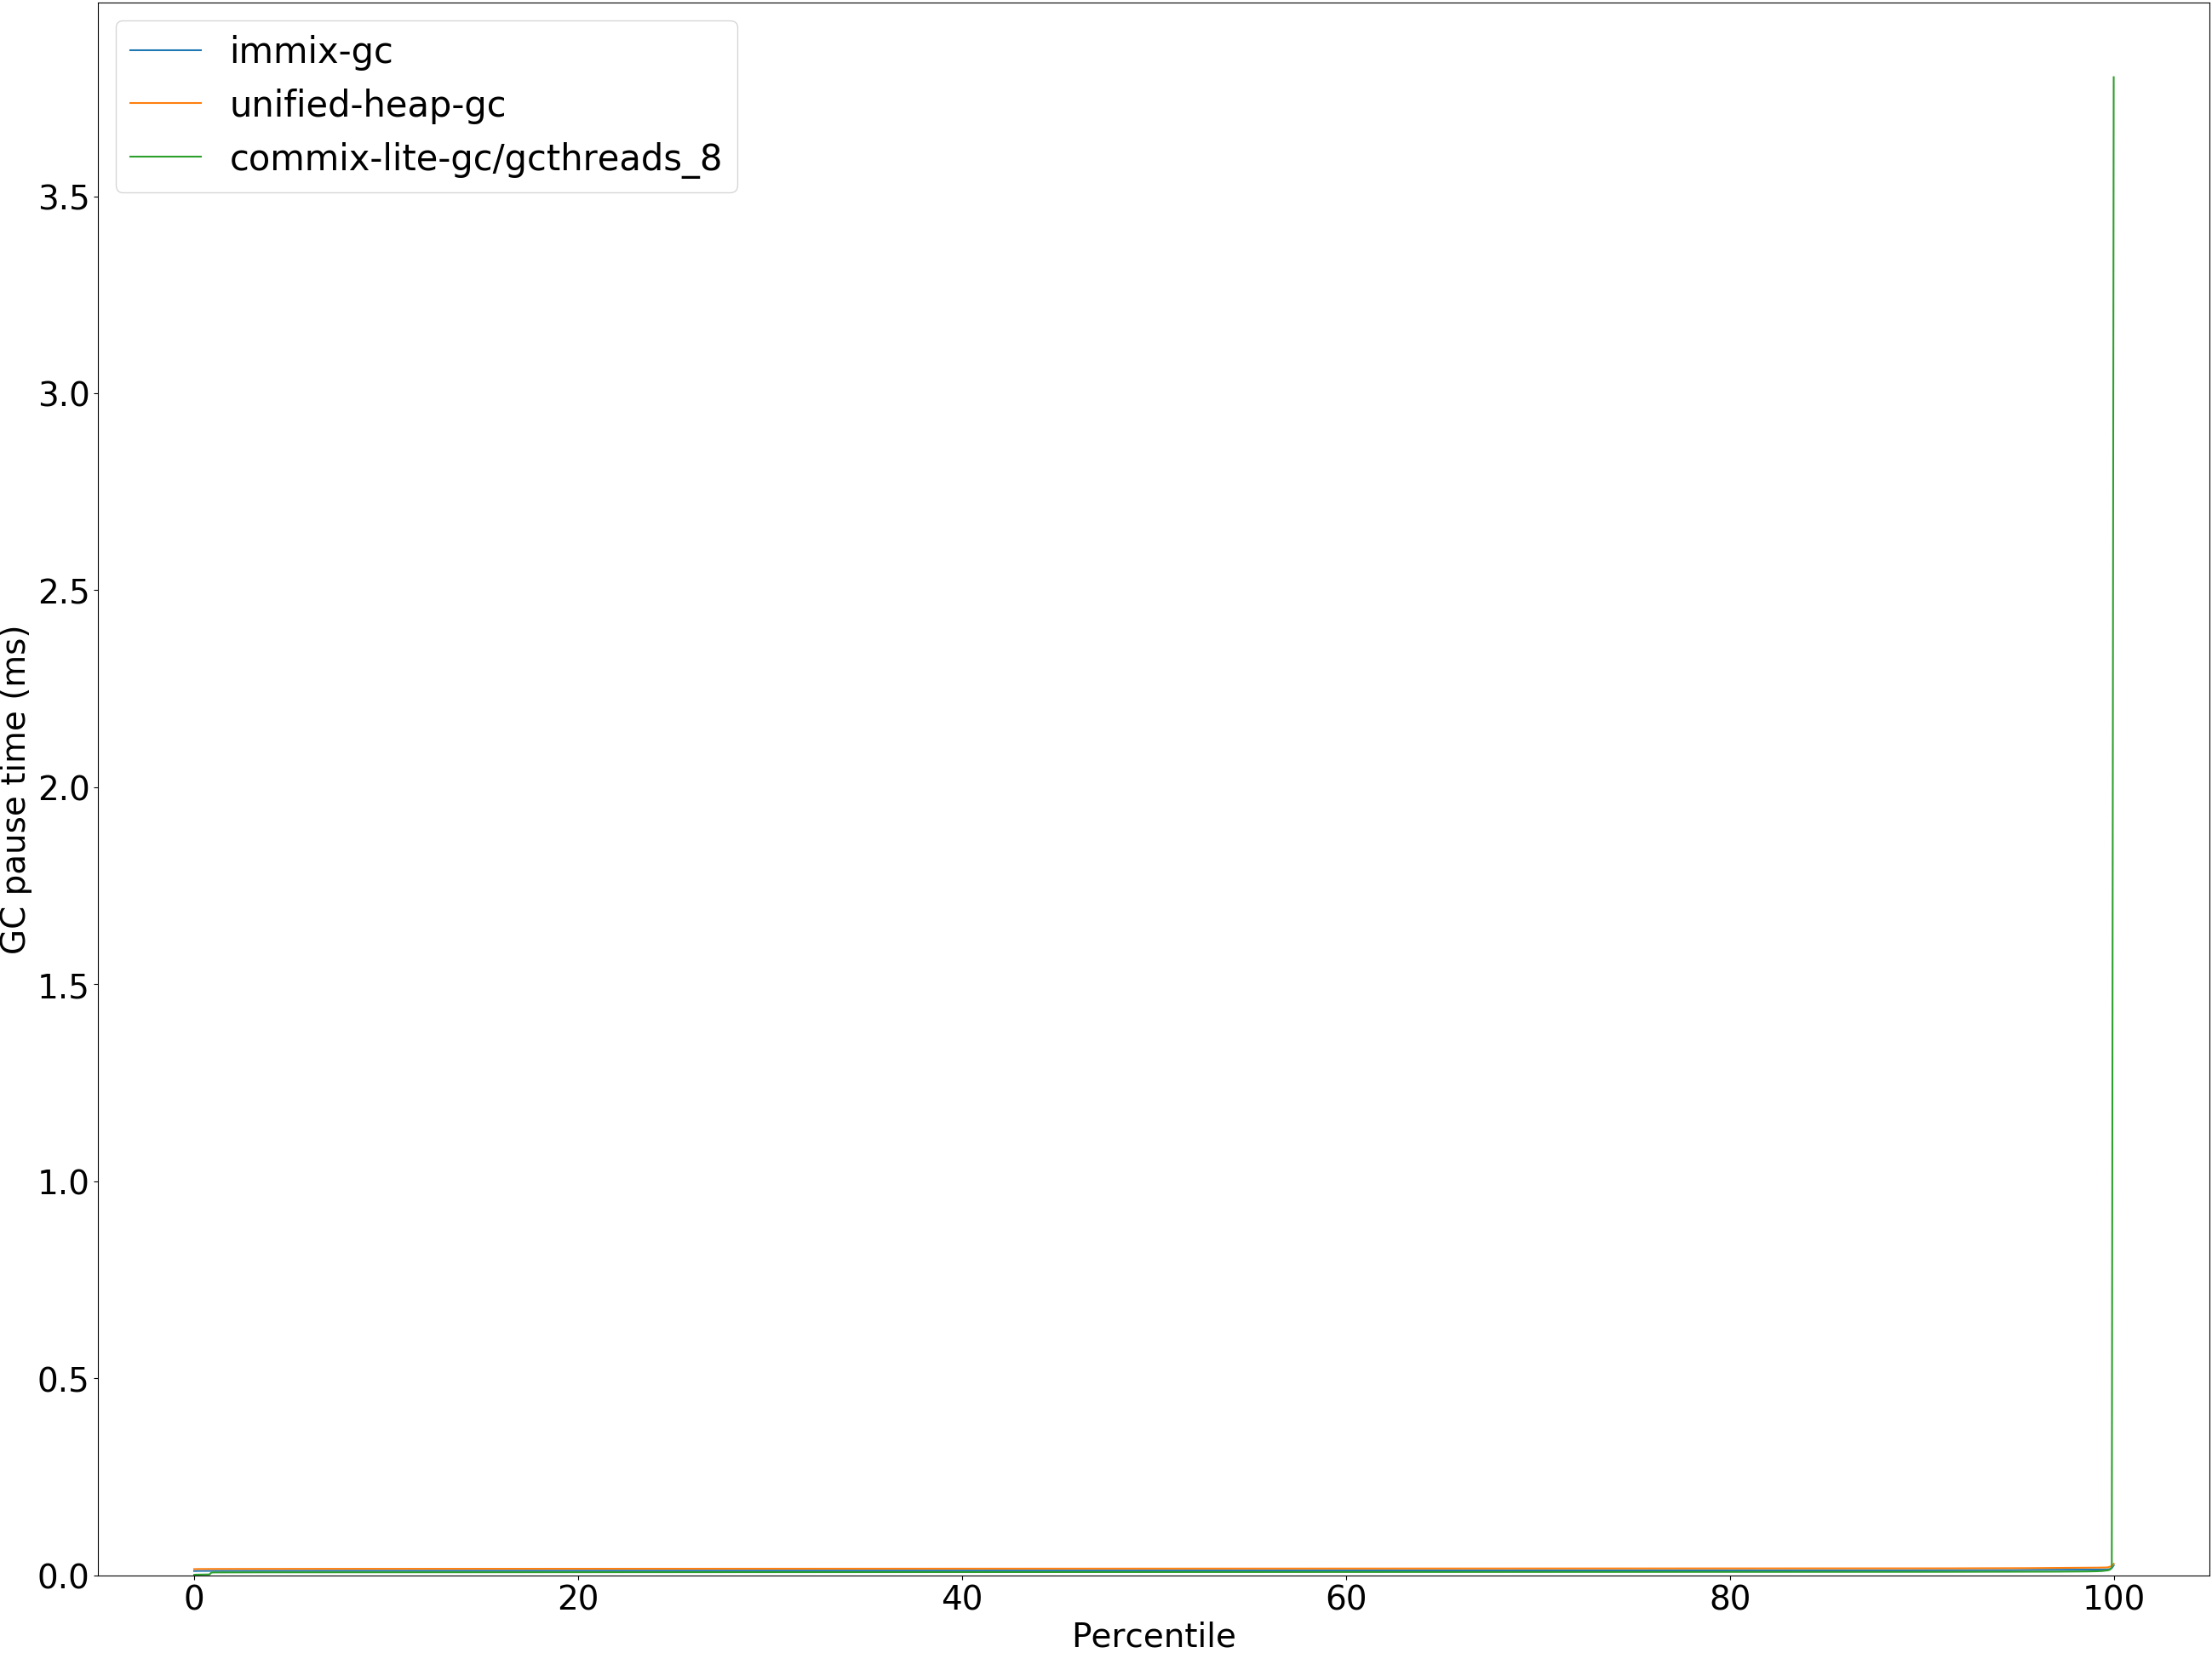 immix-gc
unified-heap-gc
commix-lite-gc/gcthreads_8
3.5
3.0
2.5
2.0
1.5
1.0
0.5
0.0
GC pause time (ms)
0 20 40 60 80 100
Percentile